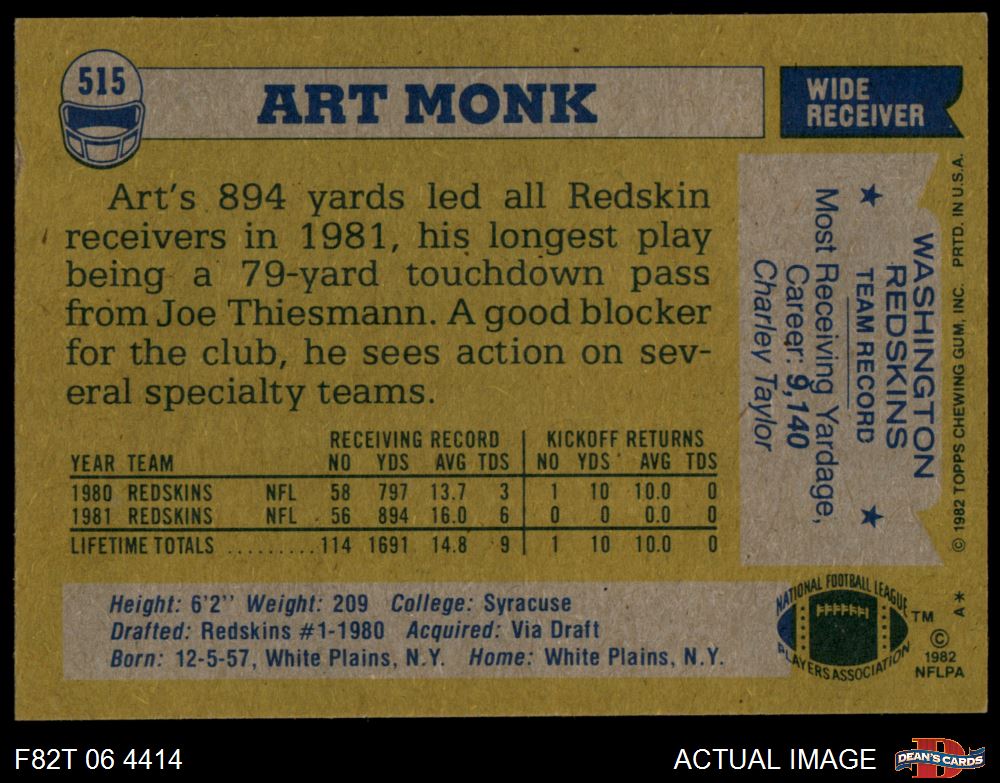 515
ART MONK
WIDE
RECEIVER
Art's 894 yards led all Redskin
receivers in 1981, his longest play
being a 79-yard touchdown pass
from Joe Thiesmann. A good blocker
for the club, he sees action on sev-
eral specialty teams.
WASHINGTON
REDSKINS
★ TEAM RECORD ★
Most Receiving Yardage,
Career: 9,140
Charley Taylor
RECEIVING RECORD KICKOFF RETURNS
YEAR TEAM NO YDS AVG TDS NO YDS AVG TDS
1980 REDSKINS NFL 58 797 13.7 3 1 10 10.0 0
1981 REDSKINS NFL 56 894 16.0 6 0 0 0.0 0
LIFETIME TOTALS .........114 1691 14.8 9 1 10 10.0 0
Height: 6'2" Weight: 209 College: Syracuse
Drafted: Redskins #1-1980 Acquired: Via Draft
Born: 12-5-57, White Plains, N.Y. Home: White Plains, N.Y.
NATIONAL FOOTBALL LEAGUE
PLAYERS ASSOCIATION
TM
©
1982
NFLPA
A*
© 1982 TOPPS CHEWING GUM, INC. PRTD. IN U.S.A.
F82T 06 4414
ACTUAL IMAGE
D
DEAN'S CARDS